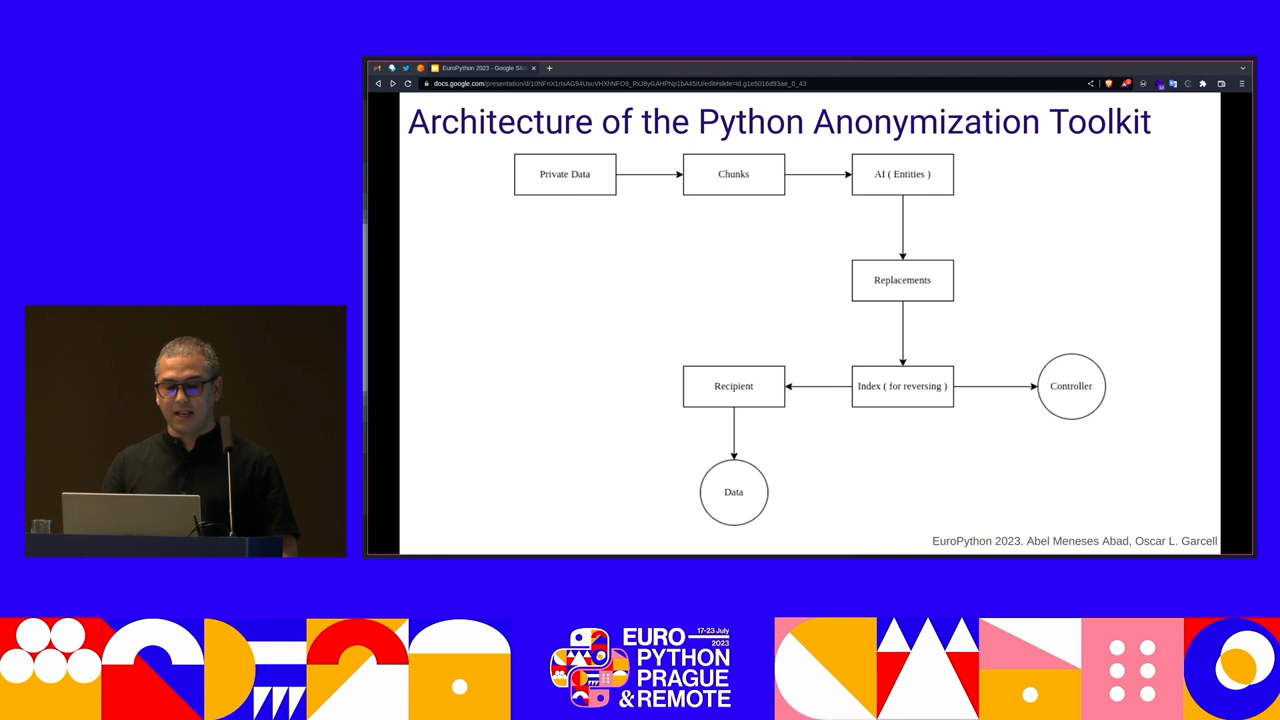 EuroPython 2023 - Google Slid
Architecture of the Python Anonymization Toolkit
Private Data
Chunks
AI ( Entities )
Replacements
Recipient
Index ( for reversing )
Controller
Data
EuroPython 2023. Abel Meneses Abad, Oscar L. Garcell
EURO
17-23 July
2023
PYTHON
PRAGUE
& REMOTE